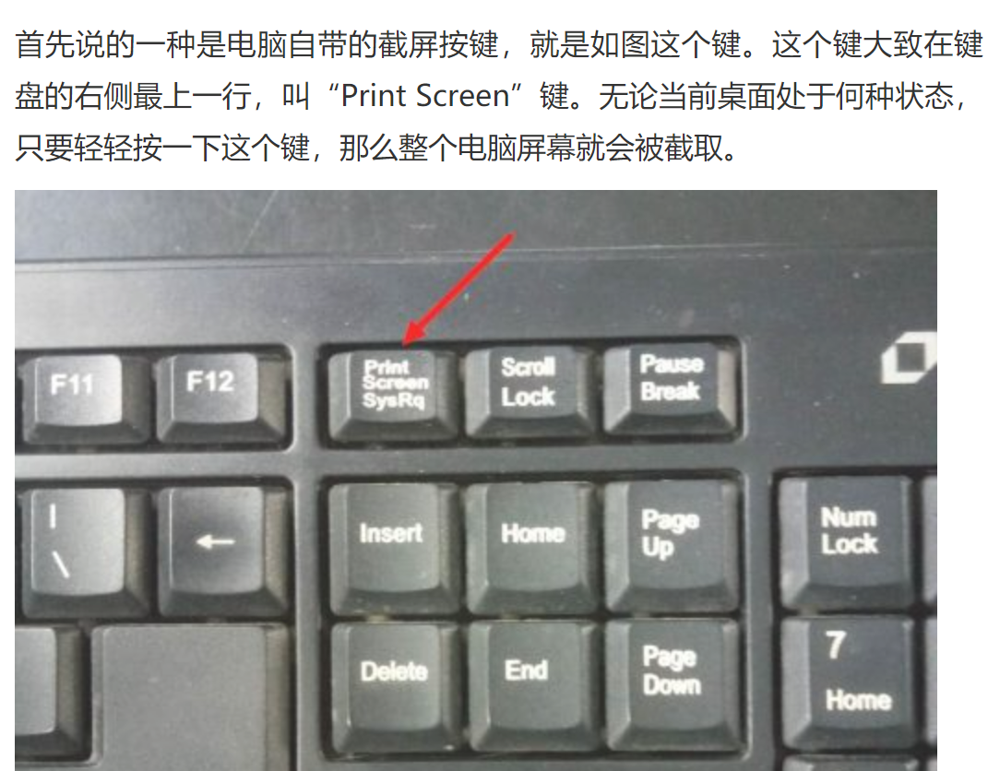 首先说的一种是电脑自带的截屏按键，就是如图这个键。这个键大致在键
盘的右侧最上一行，叫“Print Screen”键。无论当前桌面处于何种状态，
只要轻轻按一下这个键，那么整个电脑屏幕就会被截取。
F11
F12
Print
Screen
SysRq
Scroll
Lock
Pause
Break
|
\
←
Insert
Home
Page
Up
Num
Lock
Delete
End
Page
Down
7
Home